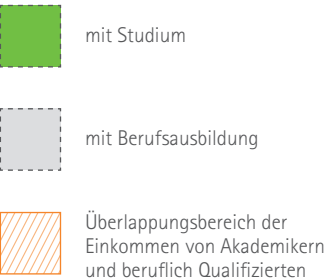 mit Studium
mit Berufsausbildung
Überlappungsbereich der
Einkommen von Akademikern
und beruflich Qualifizierten